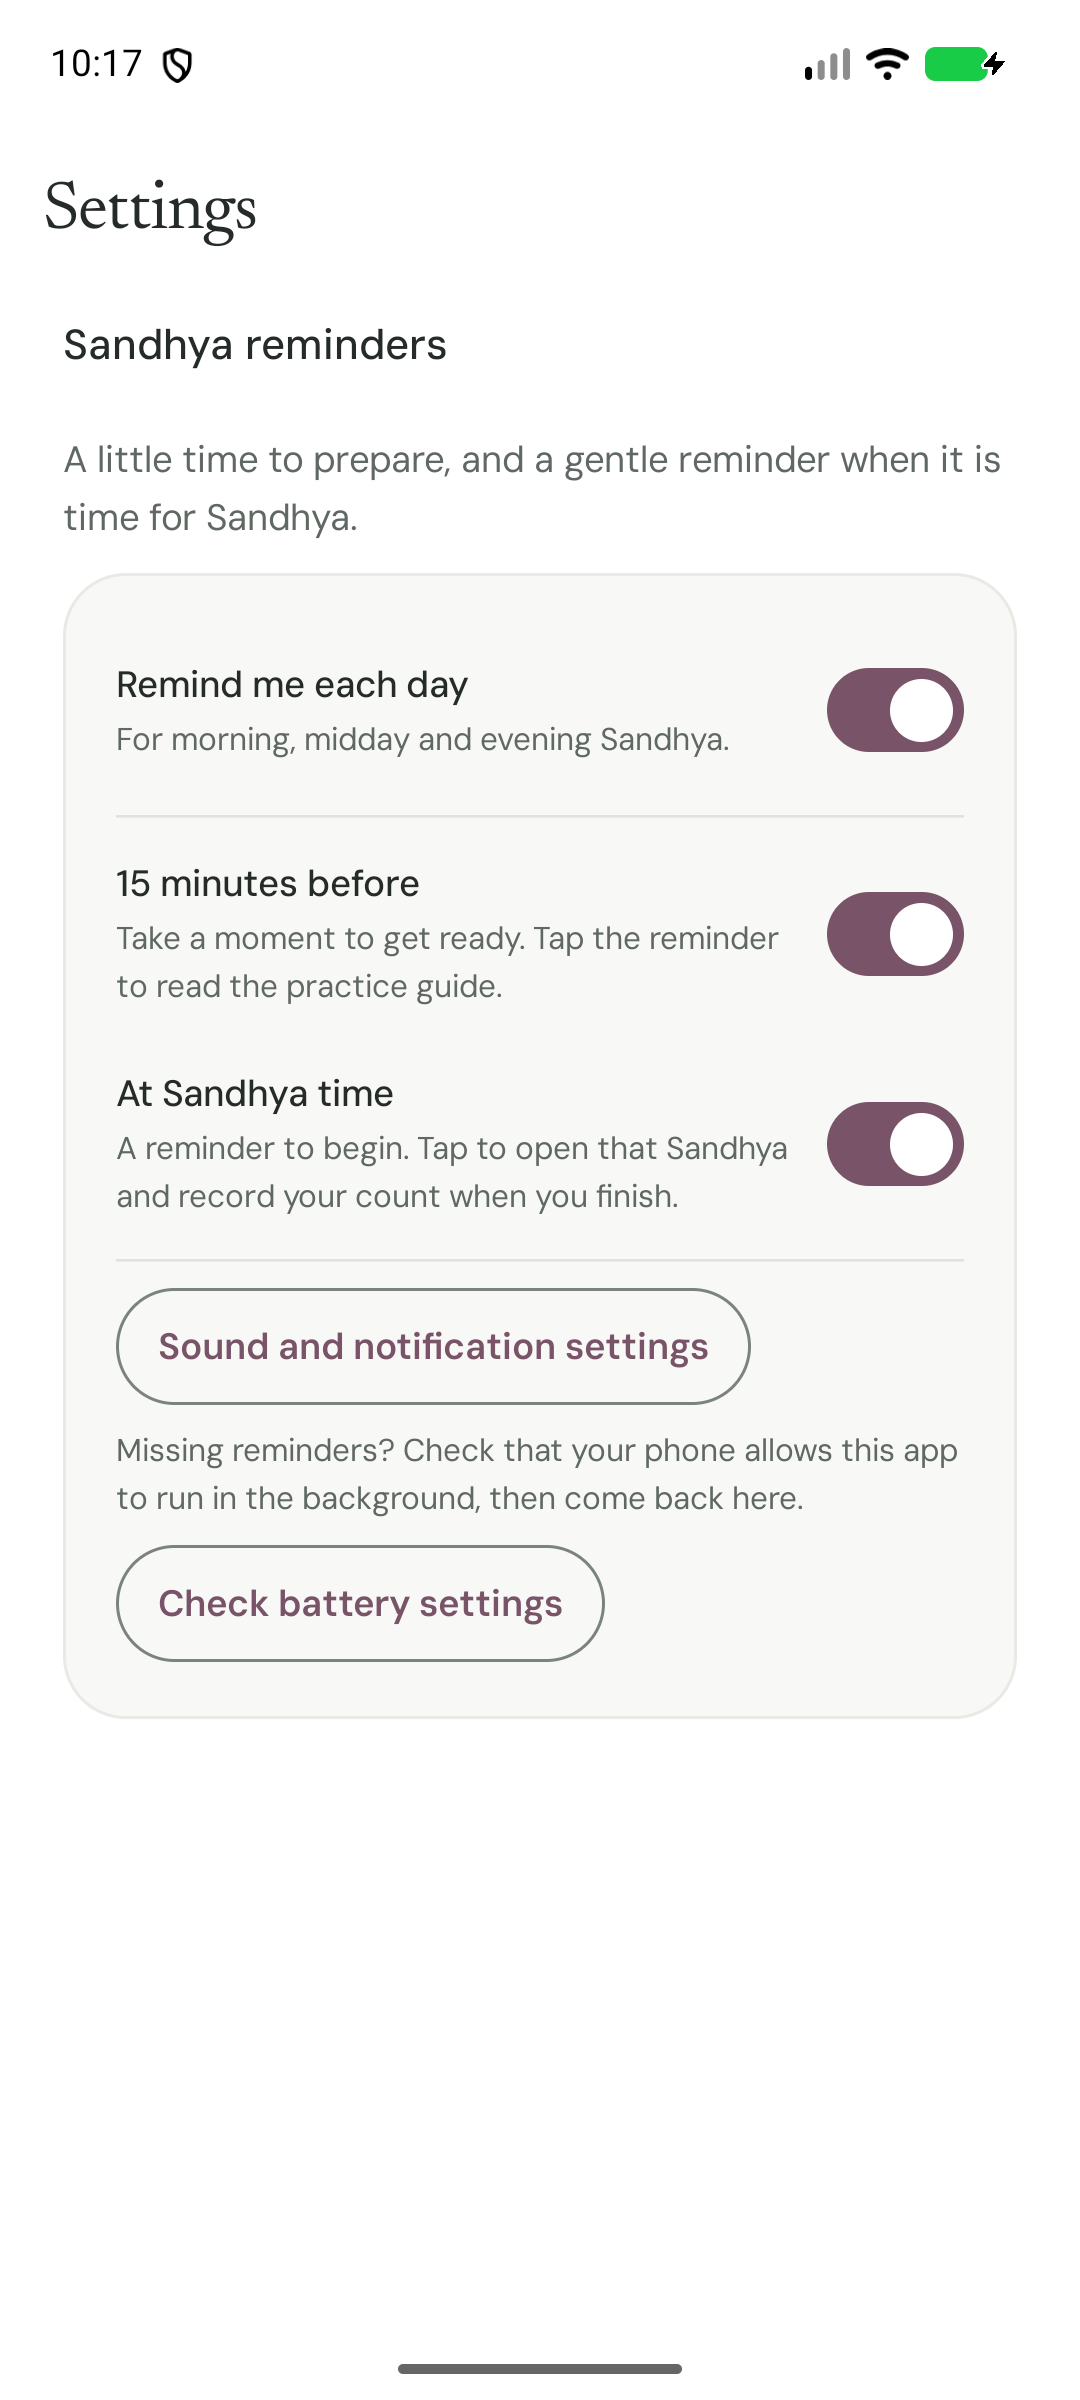 10:17
Settings
Sandhya reminders
A little time to prepare, and a gentle reminder when it is
time for Sandhya.
Remind me each day
For morning, midday and evening Sandhya.
15 minutes before
Take a moment to get ready. Tap the reminder
to read the practice guide.
At Sandhya time
A reminder to begin. Tap to open that Sandhya
and record your count when you finish.
Sound and notification settings
Missing reminders? Check that your phone allows this app
to run in the background, then come back here.
Check battery settings